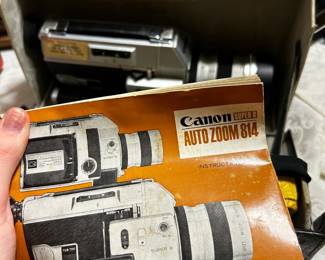 Canon SUPER 8
AUTO ZOOM 814
INSTRUCTIONS